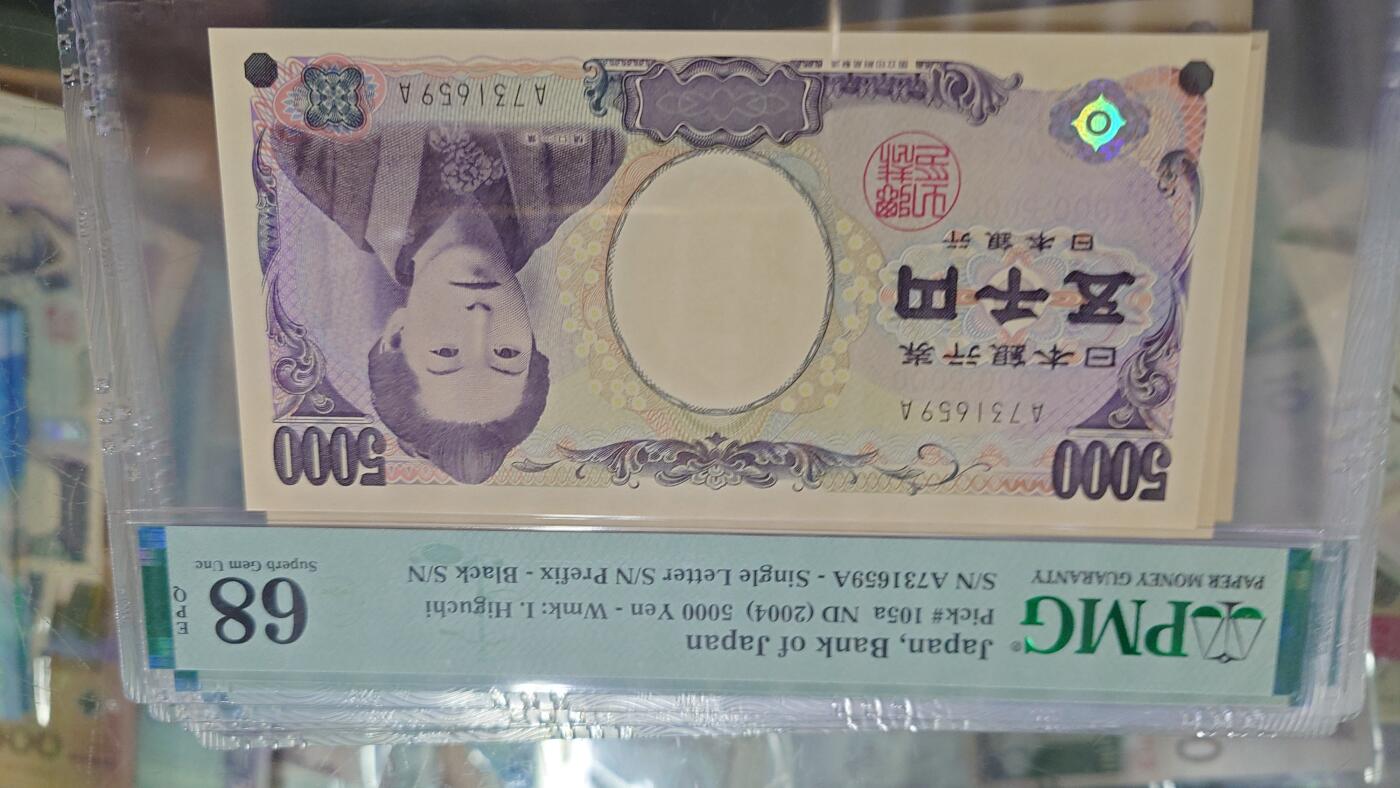 PMG
PAPER MONEY GUARANTY
Japan, Bank of Japan
Pick# 105a ND (2004) 5000 Yen - Wmk: I. Higuchi
S/N A731659A - Single Letter S/N Prefix - Black S/N
68
EPQ
Superb Gem Unc
5000
5000
A731659A
日本銀行券
五千円
日本銀行
A731659A